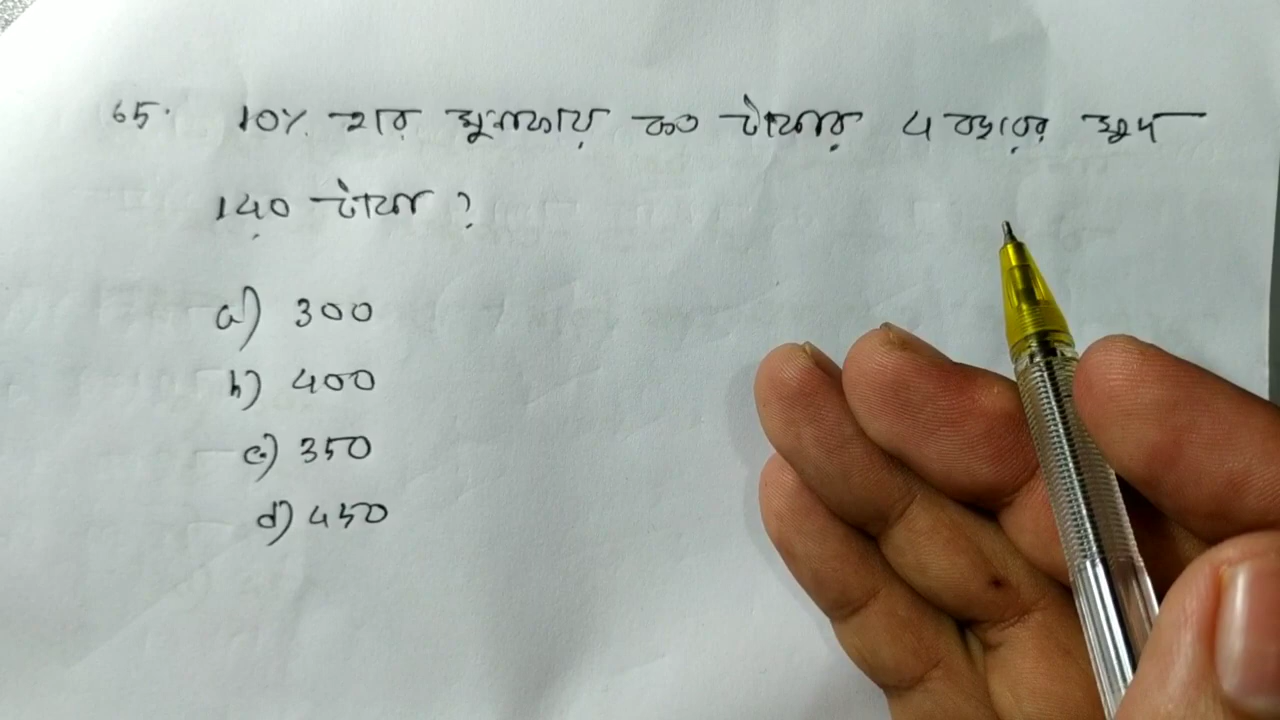 65. 10% হার মুনাফায় কত টাকার 4 বছরের সুদ
140 টাকা ?
a) 300
b) 400
c) 350
d) 450